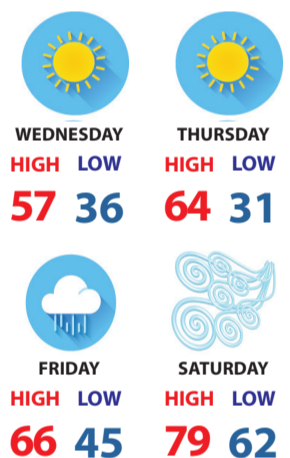 WEDNESDAY THURSDAY
HIGH LOW HIGH LOW
57 36 64 31
FRIDAY SATURDAY
HIGH LOW HIGH LOW
66 45 79 62